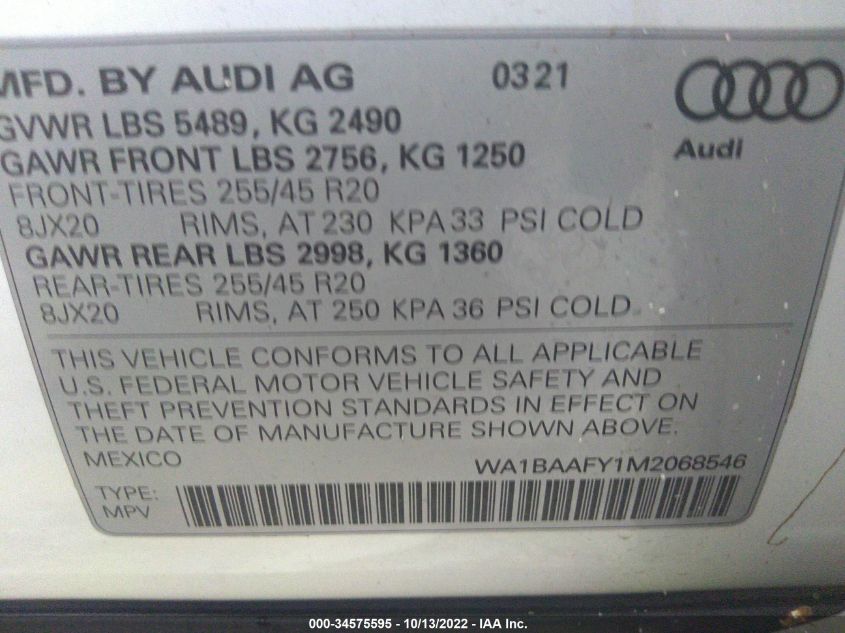 MFD. BY AUDI AG 0321
GVWR LBS 5489, KG 2490
GAWR FRONT LBS 2756, KG 1250
Audi
FRONT-TIRES 255/45 R20
8JX20 RIMS, AT 230 KPA 33 PSI COLD
GAWR REAR LBS 2998, KG 1360
REAR-TIRES 255/45 R20
8JX20 RIMS, AT 250 KPA 36 PSI COLD
THIS VEHICLE CONFORMS TO ALL APPLICABLE
U.S. FEDERAL MOTOR VEHICLE SAFETY AND
THEFT PREVENTION STANDARDS IN EFFECT ON
THE DATE OF MANUFACTURE SHOWN ABOVE.
MEXICO WA1BAAFY1M2068546
TYPE:
MPV
000-34575595 - 10/13/2022 - IAA Inc.